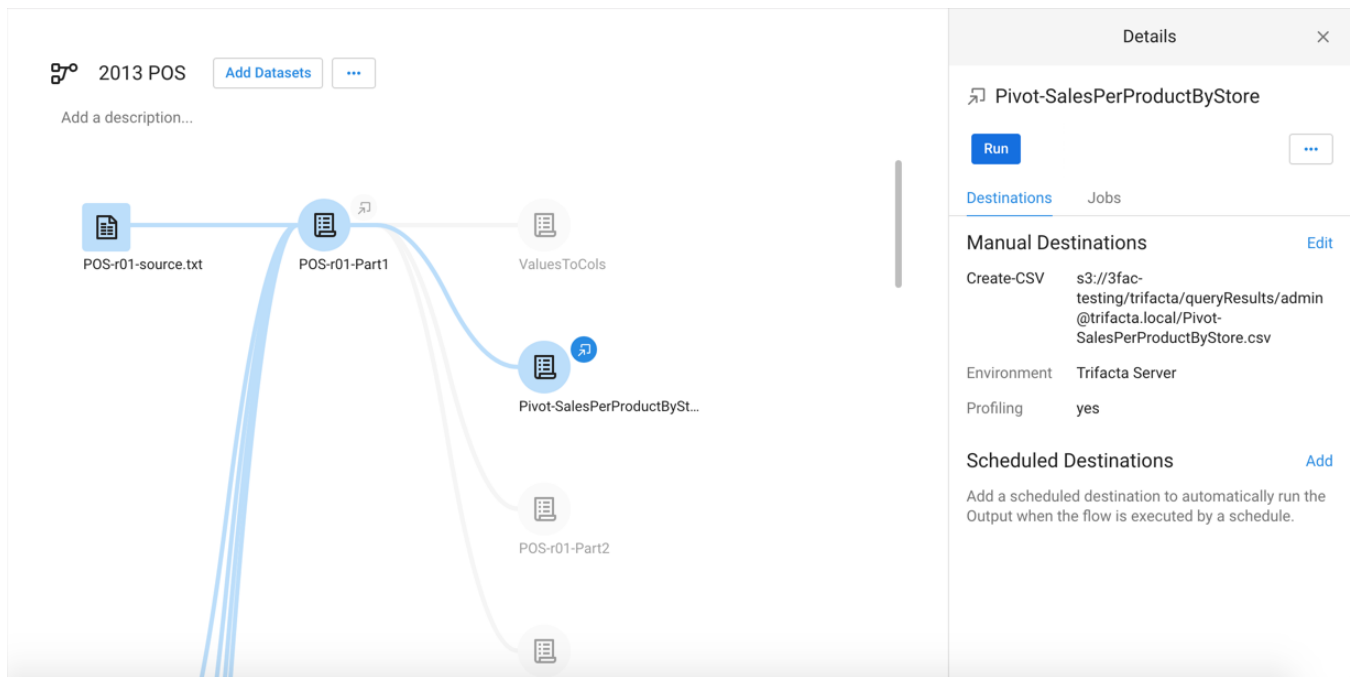 2013 POS
Add Datasets
...
Add a description...
POS-r01-source.txt
POS-r01-Part1
ValuesToCols
Pivot-SalesPerProductBySt...
POS-r01-Part2
Details
Pivot-SalesPerProductByStore
Run
...
Destinations
Jobs
Manual Destinations
Edit
Create-CSV
s3://3fac-
testing/trifacta/queryResults/admin
@trifacta.local/Pivot-
SalesPerProductByStore.csv
Environment
Trifacta Server
Profiling
yes
Scheduled Destinations
Add
Add a scheduled destination to automatically run the
Output when the flow is executed by a schedule.